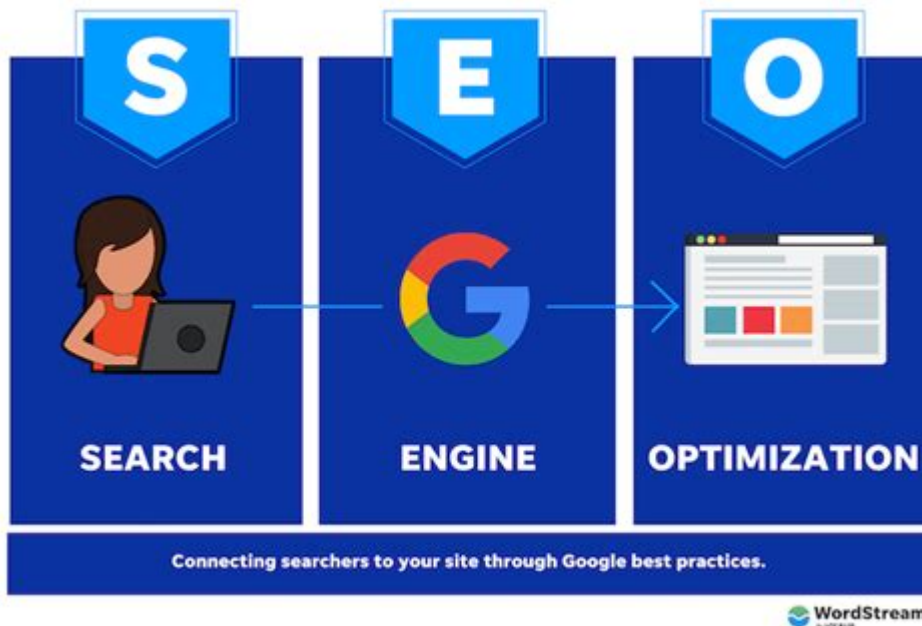 S E O
SEARCH ENGINE OPTIMIZATION
Connecting searchers to your site through Google best practices.
WordStream